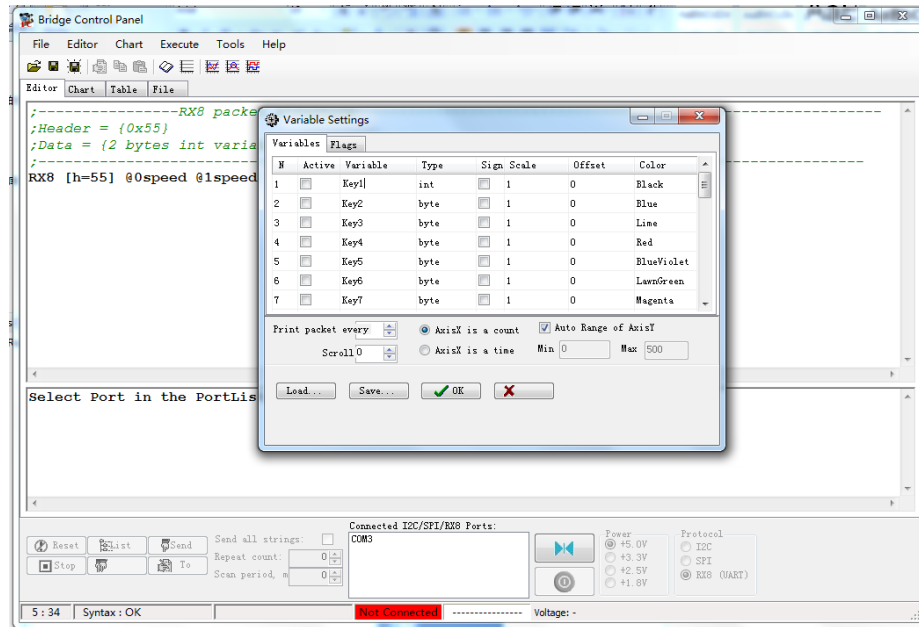 Bridge Control Panel
File Editor Chart Execute Tools Help
Editor Chart Table File
;-----------------RX8 packe
;Header = {0x55}
;Data = {2 bytes int varia
RX8 [h=55] @0speed @1speed
Variable Settings
Variables Flags
N Active Variable Type Sign Scale Offset Color
1 Key1 int 1 0 Black
2 Key2 byte 1 0 Blue
3 Key3 byte 1 0 Lime
4 Key4 byte 1 0 Red
5 Key5 byte 1 0 BlueViolet
6 Key6 byte 1 0 LawnGreen
7 Key7 byte 1 0 Magenta
Print packet every AxisX is a count Auto Range of AxisY
Scroll 0 AxisX is a time Min 0 Max 500
Load... Save... OK
Select Port in the PortLis
Connected I2C/SPI/RX8 Ports:
Reset List Send Send all strings: COM3 Power Protocol
+5.0V I2C
Stop To Repeat count: 0 +3.3V SPI
Scan period, m 0 +2.5V RX8 (UART)
+1.8V
5 : 34 Syntax : OK Not Connected ---------------- Voltage: -